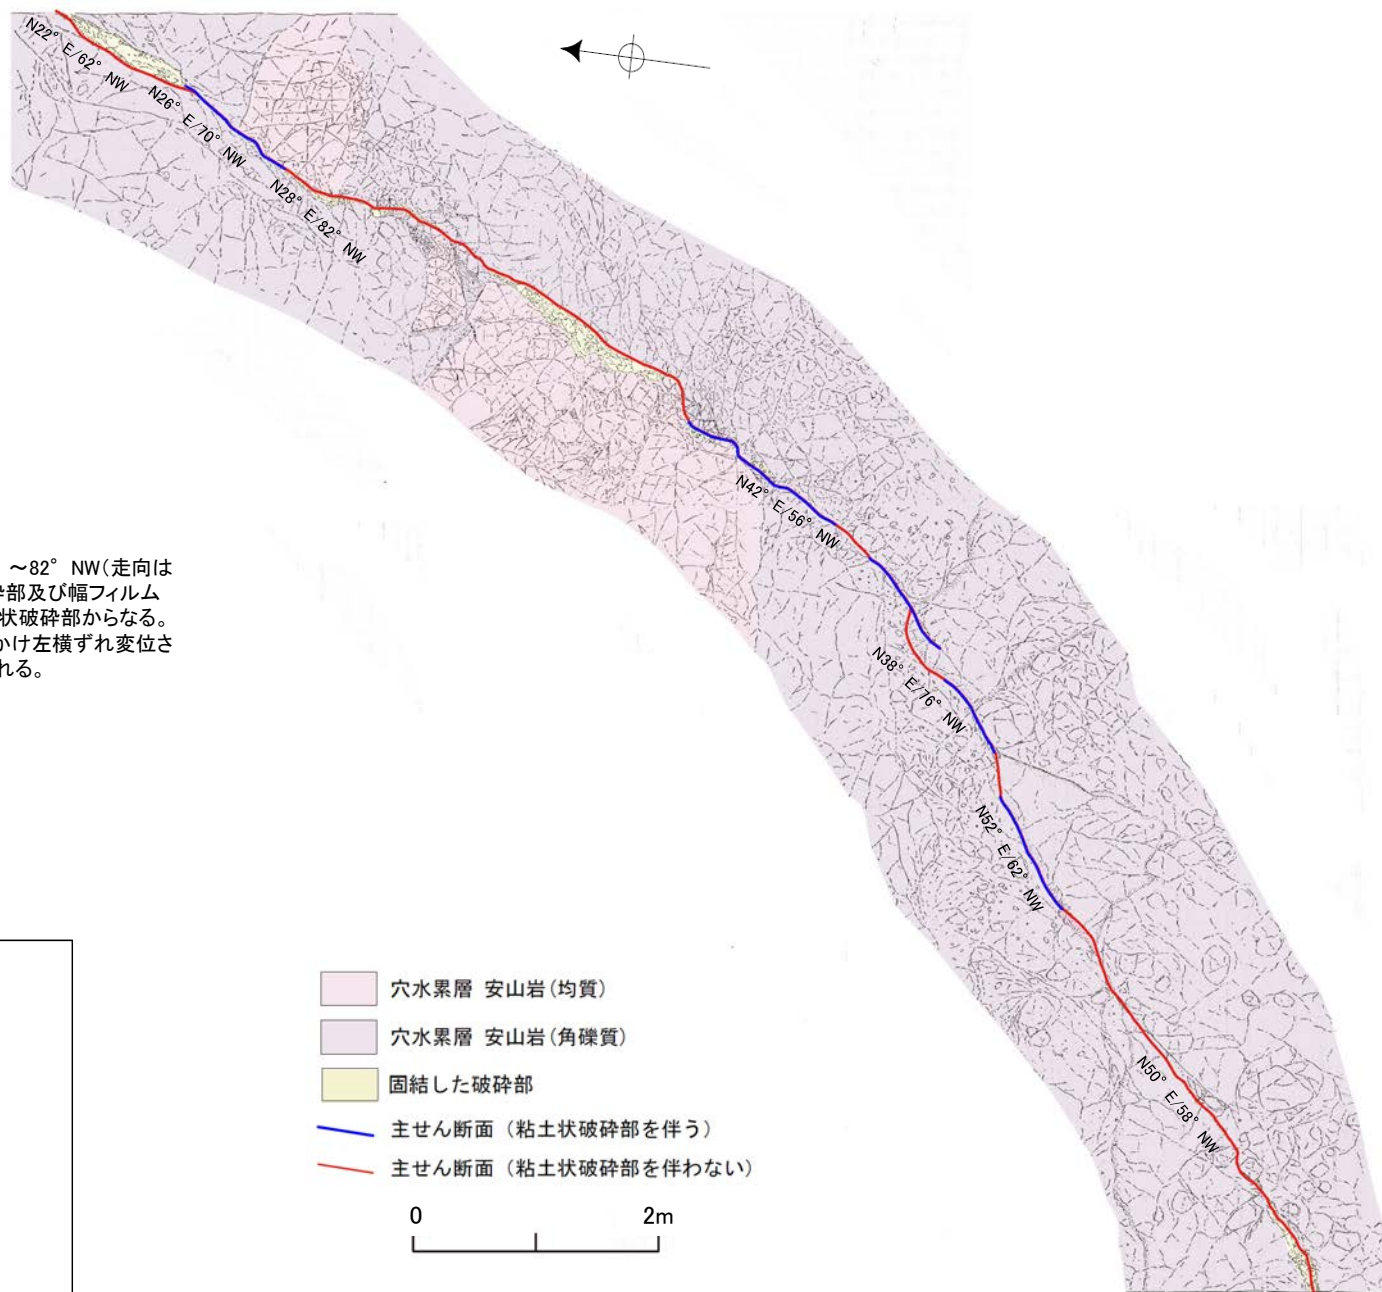 N22° E/62° NW
N26° E/70° NW
N28° E/82° NW
N42° E/56° NW
～82° NW(走向は
砕部及び幅フィルム
状破砕部からなる。
かけ左横ずれ変位さ
れる。
N38° E/76° NW
N52° E/62° NW
N50° E/58° NW
穴水累層 安山岩(均質)
穴水累層 安山岩(角礫質)
固結した破砕部
主せん断面 (粘土状破砕部を伴う)
主せん断面 (粘土状破砕部を伴わない)
0 2m